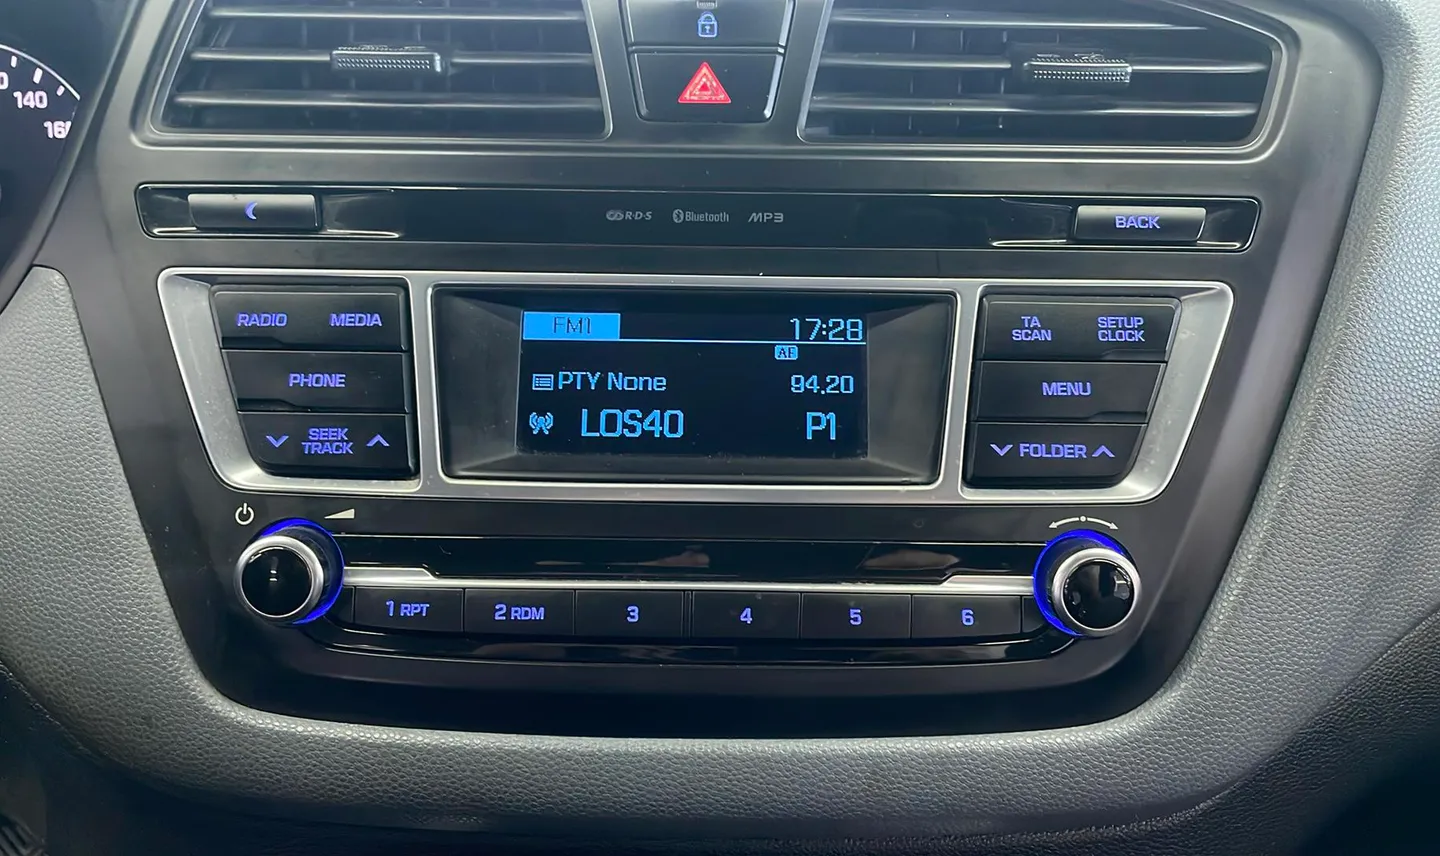 140
160
RDS Bluetooth MP3
BACK
RADIO MEDIA
PHONE
SEEK
TRACK
FM1 17:28
AF
PTY None 94.20
LOS40 P1
TA
SCAN
SETUP
CLOCK
MENU
FOLDER
1 RPT 2 RDM 3 4 5 6